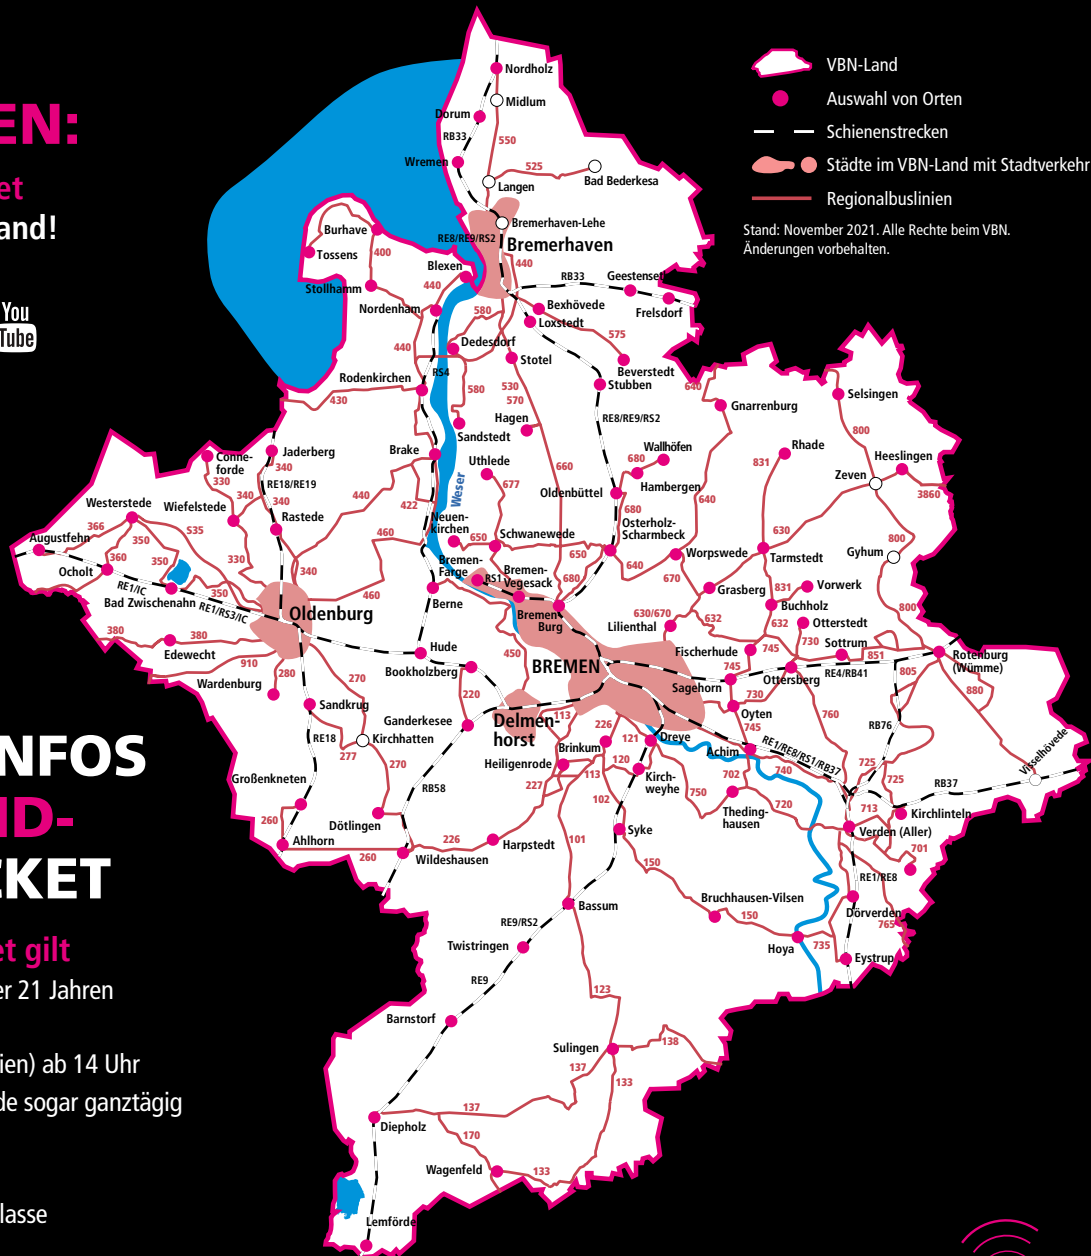 EN:
et
and!
You
Tube
NFOS
ND-
CKET
et gilt
er 21 Jahren
ien) ab 14 Uhr
de sogar ganztägig
lasse
VBN-Land
Auswahl von Orten
Schienenstrecken
Städte im VBN-Land mit Stadtverkehr
Regionalbuslinien
Stand: November 2021. Alle Rechte beim VBN.
Änderungen vorbehalten.
Nordholz
Midlum
Dorum
RB33
550
Wremen
525
Bad Bederkesa
Langen
Bremerhaven-Lehe
Burhave
RE8/RE9/RS2
Bremerhaven
Tossens
400
440
Blexen
RB33
Geestenseth
Stollhamm
440
Frelsdorf
Nordenham
580
Bexhövede
Loxstedt
575
440
Dedesdorf
Stotel
Beverstedt
Rodenkirchen
RS4
Stubben
640
430
580
530
570
Gnarrenburg
Selsingen
Hagen
RE8/RE9/RS2
Sandstedt
800
Conne-
forde
Jaderberg
Brake
Wallhöfen
Rhade
Heeslingen
330
340
Uthlede
660
680
831
Zeven
RE18/RE19
677
Hambergen
3860
Wiefelstede
340
340
440
Weser
Oldenbüttel
640
Westerstede
422
680
366
535
Rastede
Neuen-
kirchen
Osterholz-
Scharmbeck
630
800
350
460
650
Schwanewede
Augustfehn
330
340
650
Worpswede
Tarmstedt
Gyhum
360
350
Bremen-
Farge
640
Ocholt
RS1
Bremen-
Vegesack
680
670
Grasberg
831
Vorwerk
RE1/IC
350
460
Bad Zwischenahn
RE1/RS3/IC
Berne
Buchholz
800
Oldenburg
Bremen-
Burg
630/670
632
632
Otterstedt
380
380
Lilienthal
730
Sottrum
Edewecht
Hude
450
BREMEN
Fischerhude
745
851
Rotenburg
(Wümme)
910
Bookholzberg
745
RE4/RB41
805
280
270
Sagehorn
Ottersberg
880
Wardenburg
220
730
Sandkrug
Delmen-
horst
113
Oyten
760
Ganderkesee
226
745
RB76
RE18
Kirchhatten
121
Dreye
Brinkum
Achim
RE1/RE8/RS1/RB37
Visselhövede
277
270
Heiligenrode
120
725
Großenkneten
113
Kirch-
weyhe
702
740
725
RB37
RB58
227
102
750
Theding-
hausen
720
713
Kirchlinteln
260
Dötlingen
Verden (Aller)
Ahlhorn
226
Harpstedt
101
Syke
701
260
Wildeshausen
150
RE1/RE8
Bruchhausen-Vilsen
Bassum
150
Dörverden
765
RE9/RS2
Twistringen
Hoya
735
Eystrup
RE9
123
Barnstorf
Sulingen
138
137
133
137
Diepholz
170
Wagenfeld
133
Lemförde